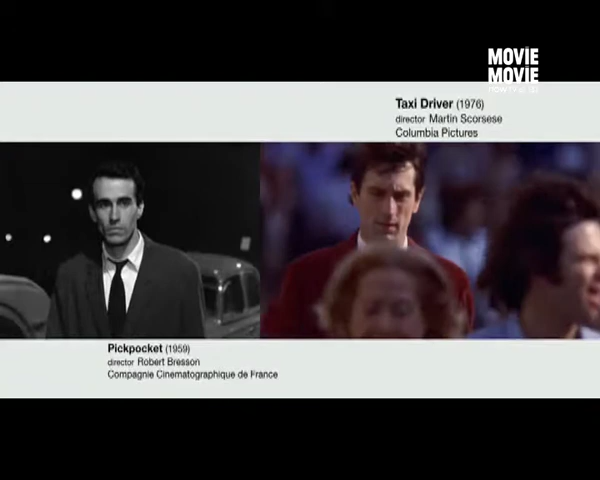 MOVIE
MOVIE
Taxi Driver (1976)
director Martin Scorsese
Columbia Pictures
Pickpocket (1959)
director Robert Bresson
Compagnie Cinematographique de France